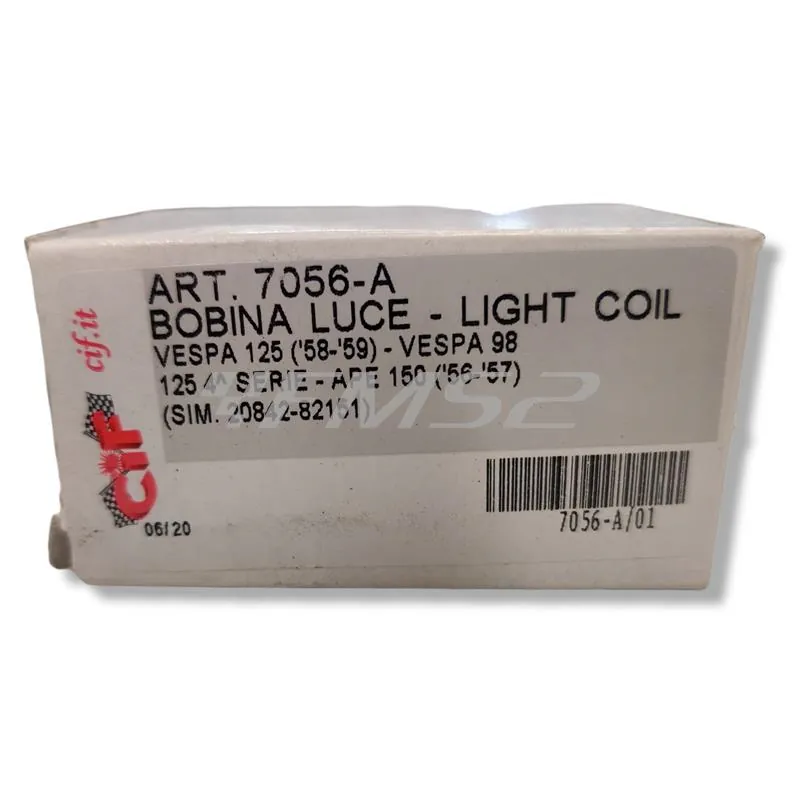 ART. 7056-A
BOBINA LUCE - LIGHT COIL
VESPA 125 ('58-'59) - VESPA 98
125 4^ SERIE - APE 150 ('56-'57)
(SIM. 20842-82151)
cif.it
CIF
06/20
7056-A/01
FMS2